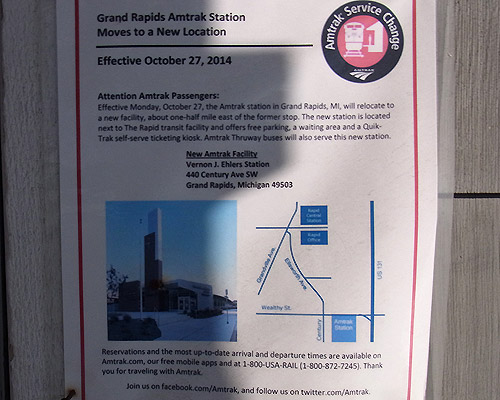 Grand Rapids Amtrak Station
Moves to a New Location
Effective October 27, 2014
Amtrak Service Change
AMTRAK
Attention Amtrak Passengers:
Effective Monday, October 27, the Amtrak station in Grand Rapids, MI, will relocate to
a new facility, about one-half mile east of the former stop. The new station is located
next to The Rapid transit facility and offers free parking, a waiting area and a Quik-
Trak self-serve ticketing kiosk. Amtrak Thruway buses will also serve this new station.
New Amtrak Facility
Vernon J. Ehlers Station
440 Century Ave SW
Grand Rapids, Michigan 49503
Rapid
Central
Station
Rapid
Office
Grandville Ave.
Ellsworth Ave.
US 131
Wealthy St.
Century
Amtrak
Station
Reservations and the most up-to-date arrival and departure times are available on
Amtrak.com, our free mobile apps and at 1-800-USA-RAIL (1-800-872-7245). Thank
you for traveling with Amtrak.
Join us on facebook.com/Amtrak, and follow us on twitter.com/Amtrak.